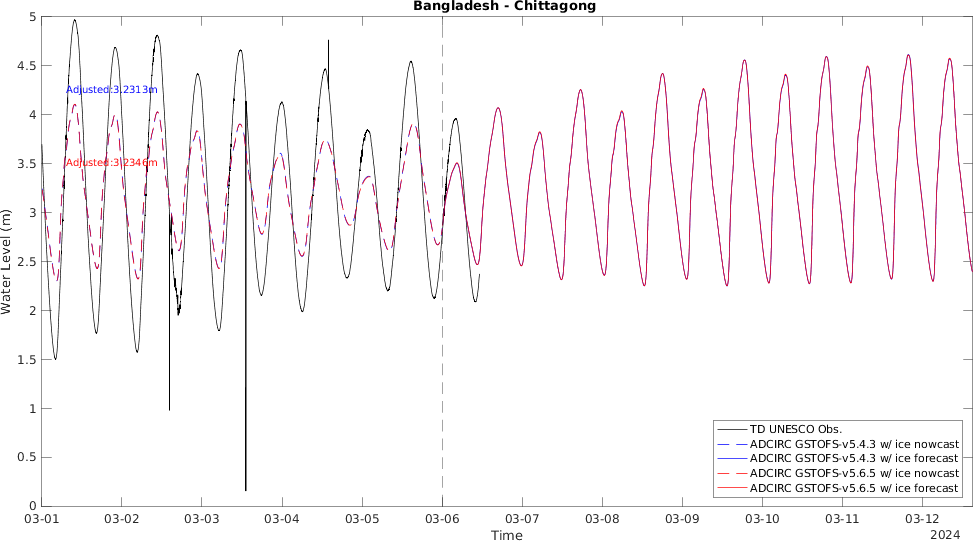 Bangladesh - Chittagong
5
4.5
4
3.5
3
2.5
2
1.5
1
0.5
0
Water Level (m)
Adjusted:3.2313m
Adjusted:3.2346m
TD UNESCO Obs.
ADCIRC GSTOFS-v5.4.3 w/ ice nowcast
ADCIRC GSTOFS-v5.4.3 w/ ice forecast
ADCIRC GSTOFS-v5.6.5 w/ ice nowcast
ADCIRC GSTOFS-v5.6.5 w/ ice forecast
03-01 03-02 03-03 03-04 03-05 03-06 03-07 03-08 03-09 03-10 03-11 03-12
Time
2024